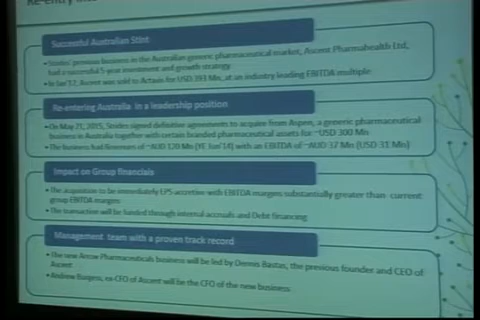 Re-entry
Successful Australian Stint
• Strides' previous business in the Australian generic pharmaceutical market, Ascent Pharmahealth Ltd,
had a successful 5-year investment and growth strategy
• In Jan'12, Ascent was sold to Actavis for USD 393 Mn, at an industry leading EBITDA multiple
Re-entering Australia in a leadership position
• On May 21, 2015, Strides signed definitive agreements to acquire from Aspen, a generic pharmaceutical
business in Australia together with certain branded pharmaceutical assets for ~USD 300 Mn
• The business had Revenues of ~AUD 120 Mn (YE Jun'14) with an EBITDA of ~AUD 37 Mn (USD 31 Mn)
Impact on Group financials
• The acquisition to be immediately EPS accretive with EBITDA margins substantially greater than current
group EBITDA margins
• The transaction will be funded through internal accruals and Debt financing
Management team with a proven track record
• The new Arrow Pharmaceuticals business will be led by Dennis Bastas, the previous founder and CEO of
Ascent
• Andrew Burgess, ex-CFO of Ascent will be the CFO of the new business